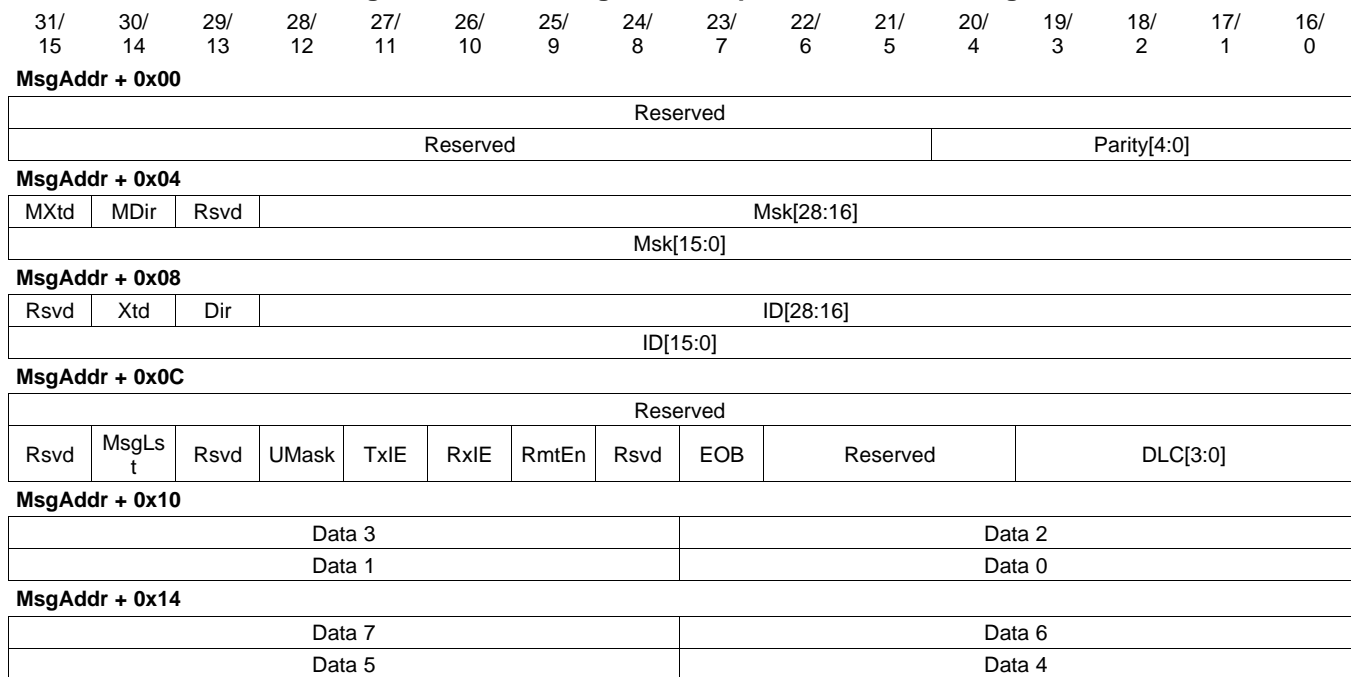 31/ 30/ 29/ 28/ 27/ 26/ 25/ 24/ 23/ 22/ 21/ 20/ 19/ 18/ 17/ 16/
15 14 13 12 11 10 9 8 7 6 5 4 3 2 1 0
MsgAddr + 0x00
Reserved
Reserved Parity[4:0]
MsgAddr + 0x04
MXtd MDir Rsvd Msk[28:16]
Msk[15:0]
MsgAddr + 0x08
Rsvd Xtd Dir ID[28:16]
ID[15:0]
MsgAddr + 0x0C
Reserved
Rsvd MsgLs
t Rsvd UMask TxIE RxIE RmtEn Rsvd EOB Reserved DLC[3:0]
MsgAddr + 0x10
Data 3 Data 2
Data 1 Data 0
MsgAddr + 0x14
Data 7 Data 6
Data 5 Data 4